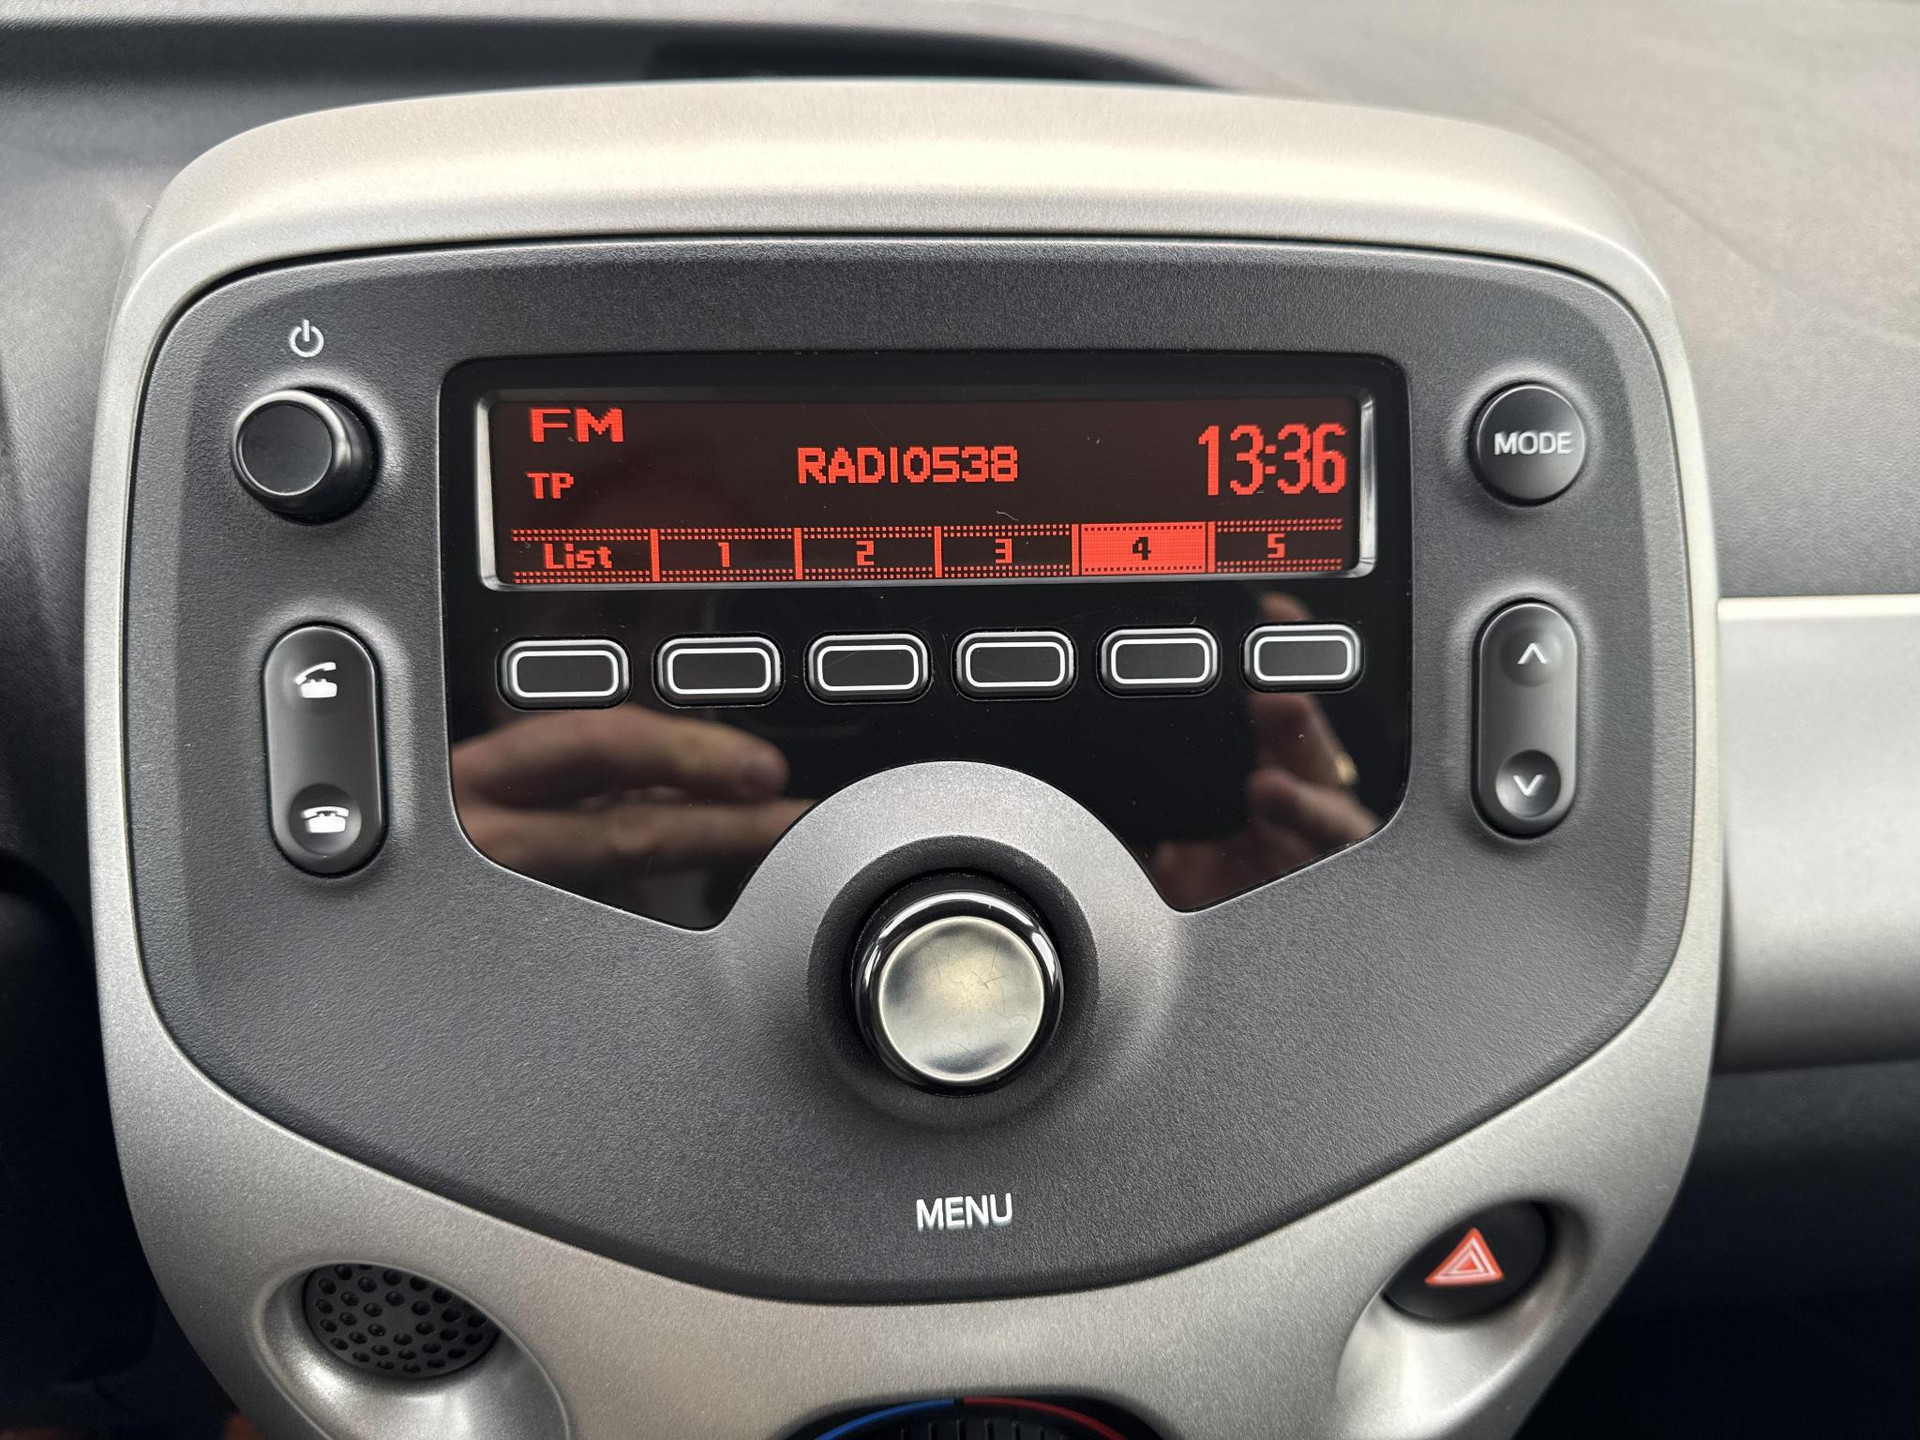 FM
TP
RADIO538
13:36
List 1 2 3 4 5
MODE
MENU